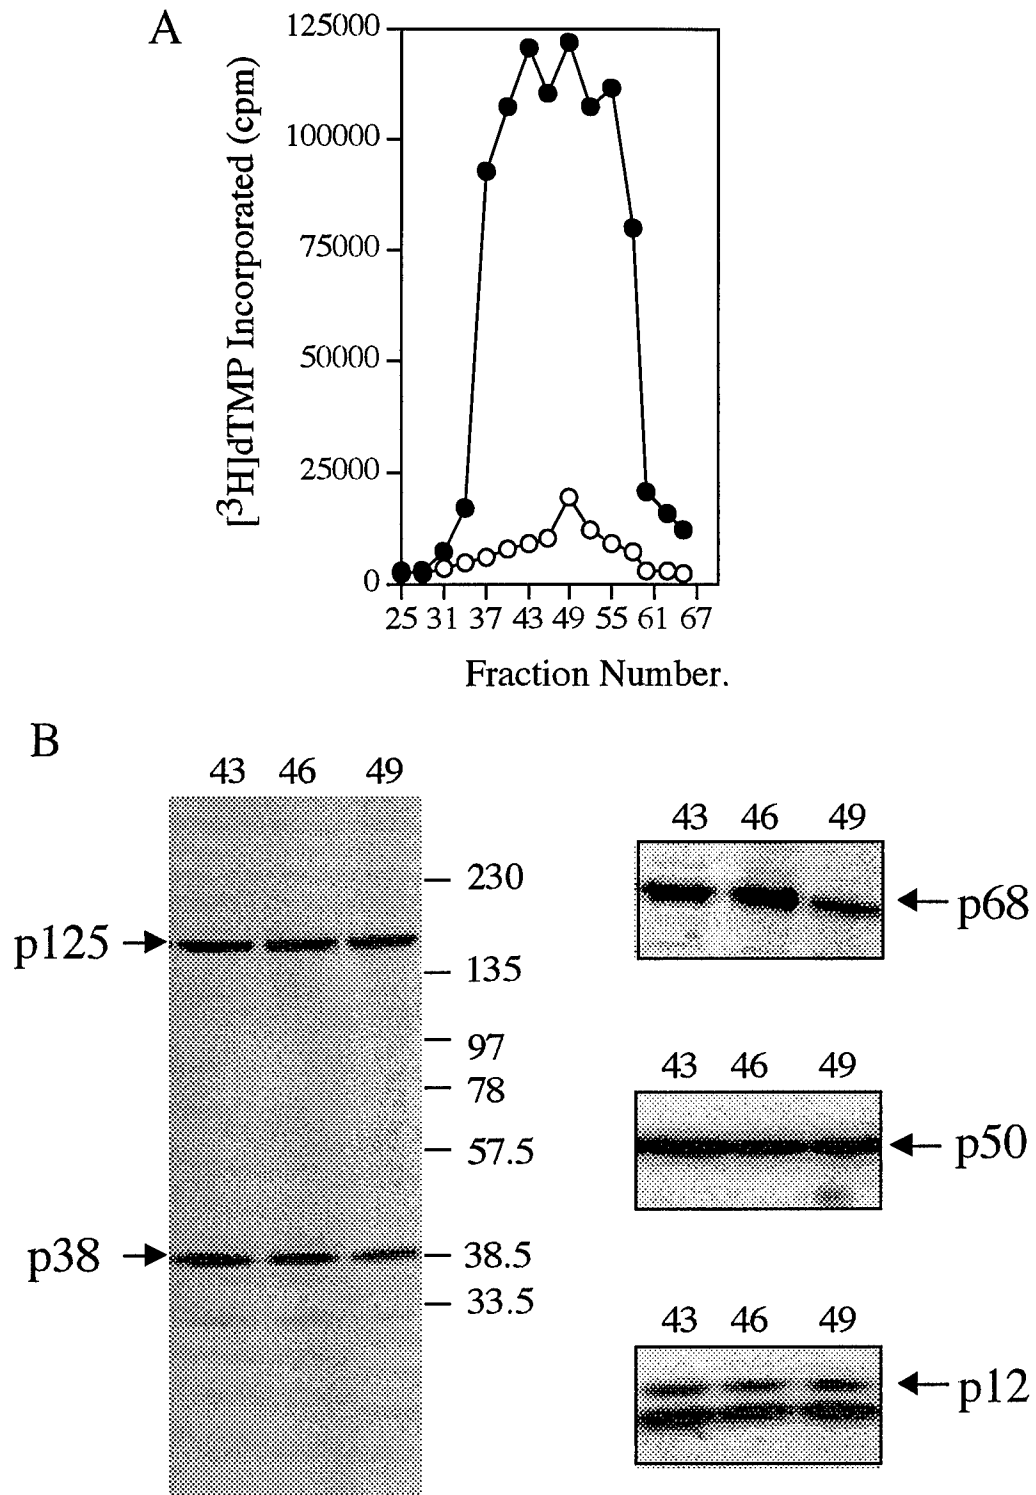 A
[3H]dTMP Incorporated (cpm)
125000
100000
75000
50000
25000
0
25 31 37 43 49 55 61 67
Fraction Number.
B
43 46 49
p125
p38
230
135
97
78
57.5
38.5
33.5
43 46 49
p68
43 46 49
p50
43 46 49
p12